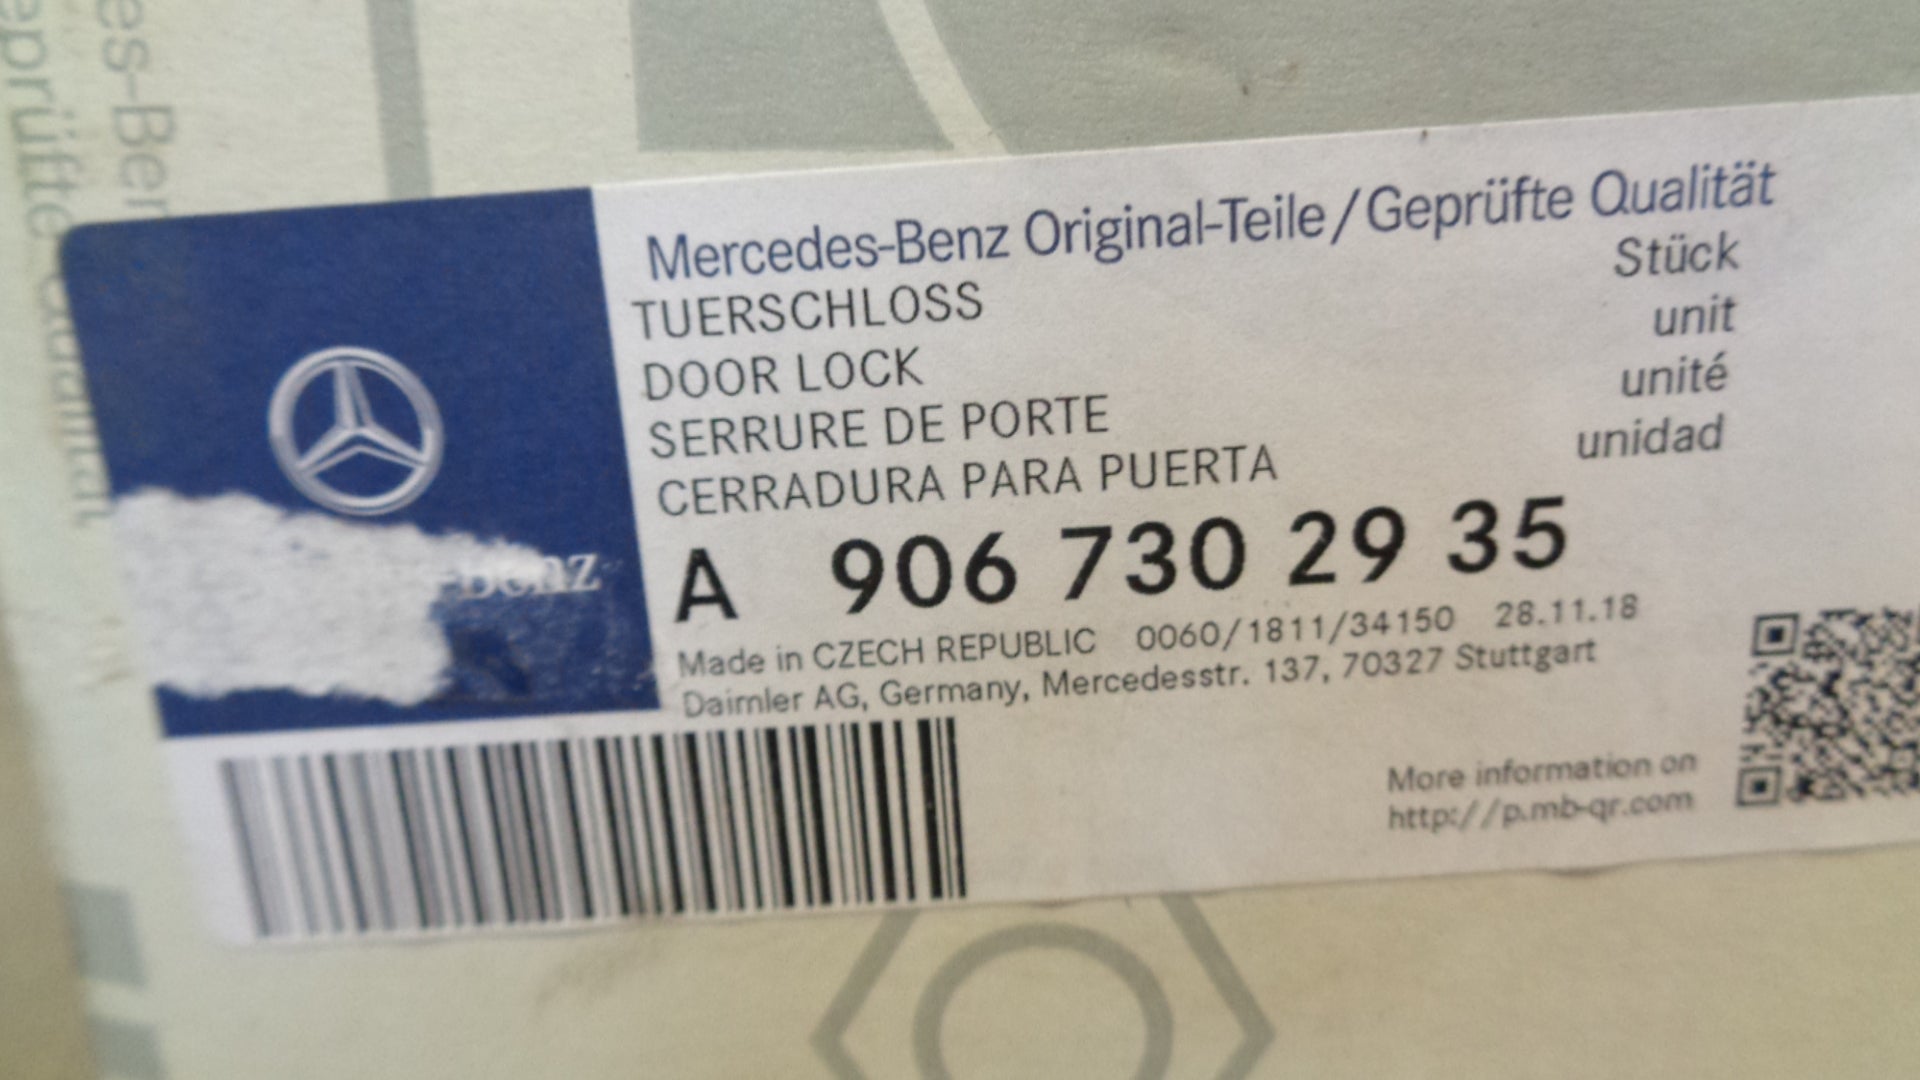 Mercedes-Benz Original-Teile/Geprüfte Qualität
TUERSCHLOSS
Stück
DOOR LOCK
unit
SERRURE DE PORTE
unité
CERRADURA PARA PUERTA
unidad
A 906 730 29 35
Made in CZECH REPUBLIC 0060/1811/34150 28.11.18
Daimler AG, Germany, Mercedesstr. 137, 70327 Stuttgart
More information on
http://p.mb-qr.com